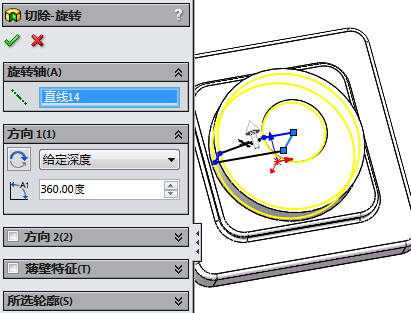 切除-旋转
?
旋转轴(A)
直线14
方向 1(1)
给定深度
A1
360.00度
方向 2(2)
薄壁特征(T)
所选轮廓(S)